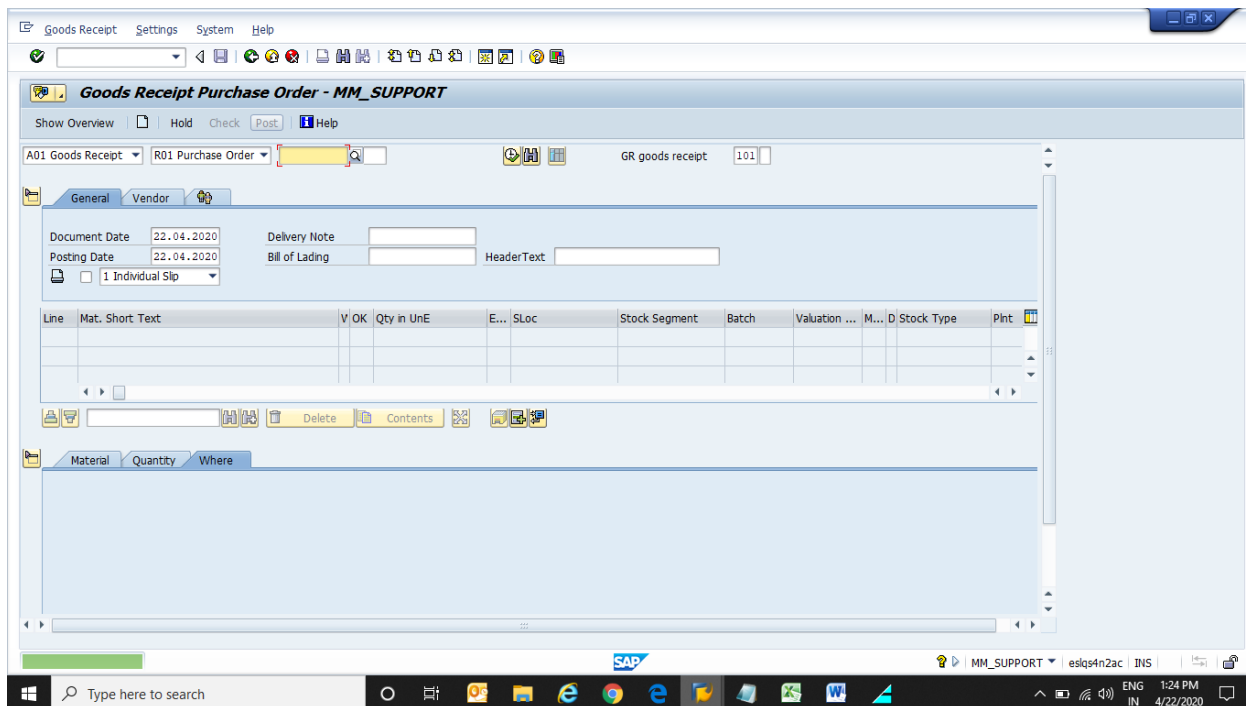 Goods Receipt Settings System Help
Goods Receipt Purchase Order - MM_SUPPORT
Show Overview Hold Check Post Help
A01 Goods Receipt R01 Purchase Order GR goods receipt 101
General Vendor
Document Date 22.04.2020 Delivery Note
Posting Date 22.04.2020 Bill of Lading HeaderText
1 Individual Slip
Line Mat. Short Text V OK Qty in UnE E... SLoc Stock Segment Batch Valuation ... M... D Stock Type Plnt
Delete Contents
Material Quantity Where
SAP MM_SUPPORT eslqs4n2ac INS
Type here to search ENG 1:24 PM
IN 4/22/2020